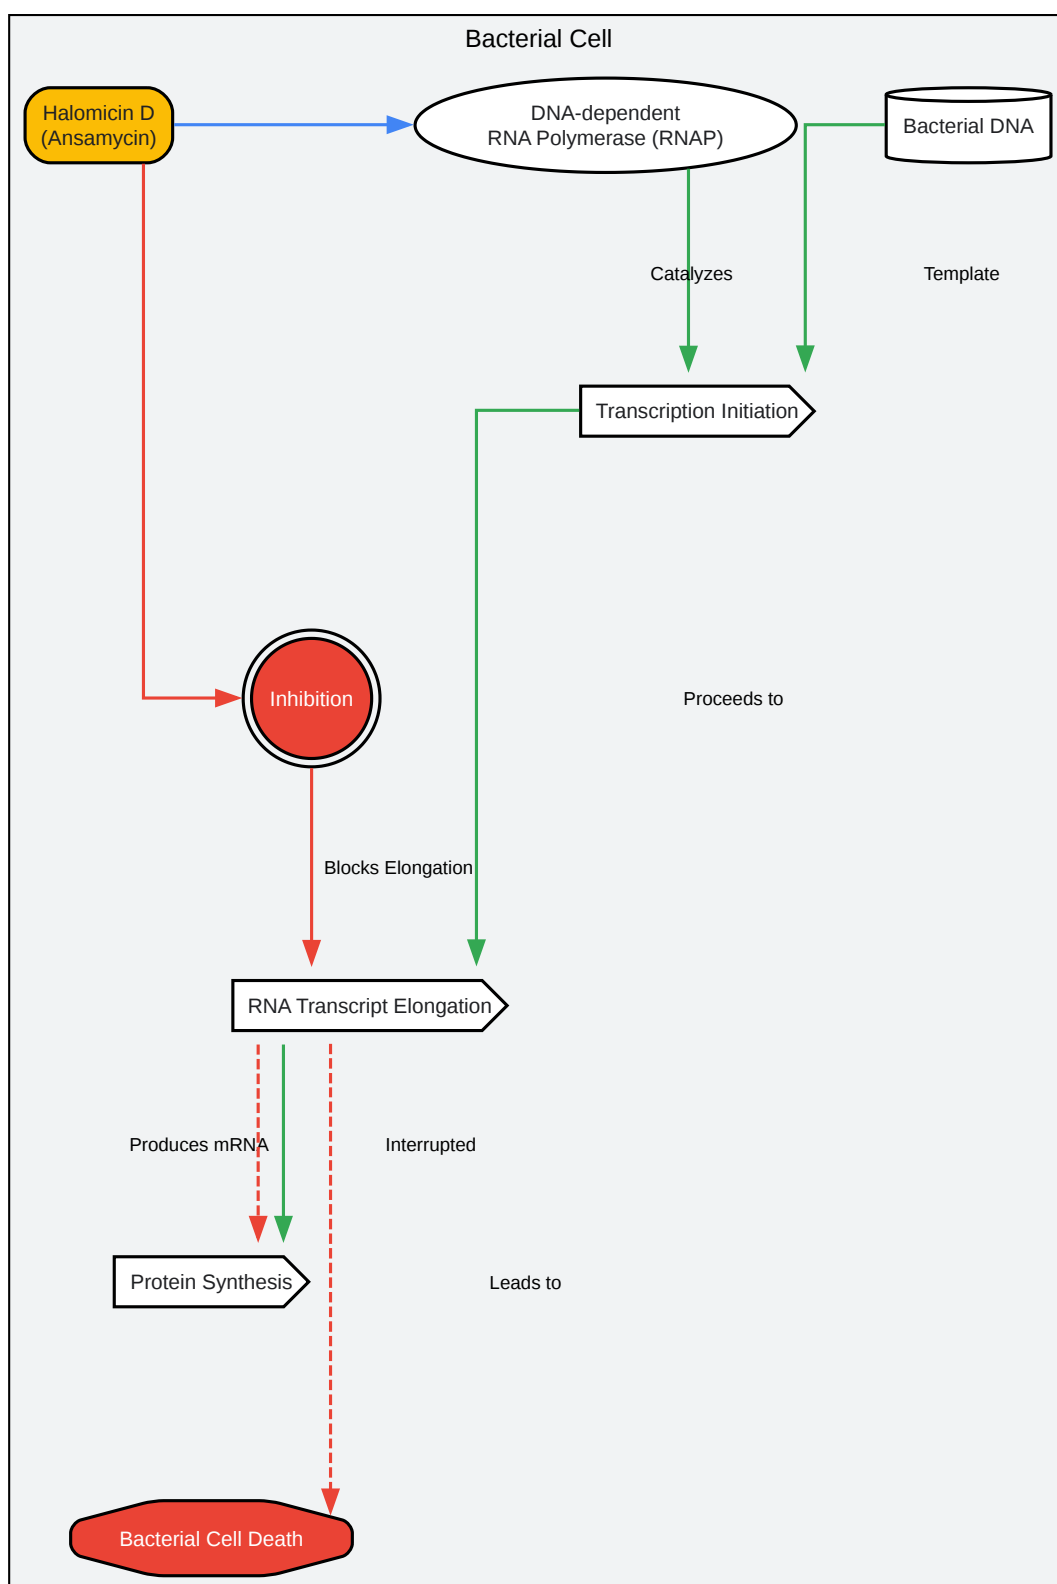 Bacterial Cell
Halomicin D
(Ansamycin)
DNA-dependent
RNA Polymerase (RNAP)
Bacterial DNA
Catalyzes
Template
Transcription Initiation
Inhibition
Proceeds to
Blocks Elongation
RNA Transcript Elongation
Produces mRNA
Interrupted
Protein Synthesis
Leads to
Bacterial Cell Death